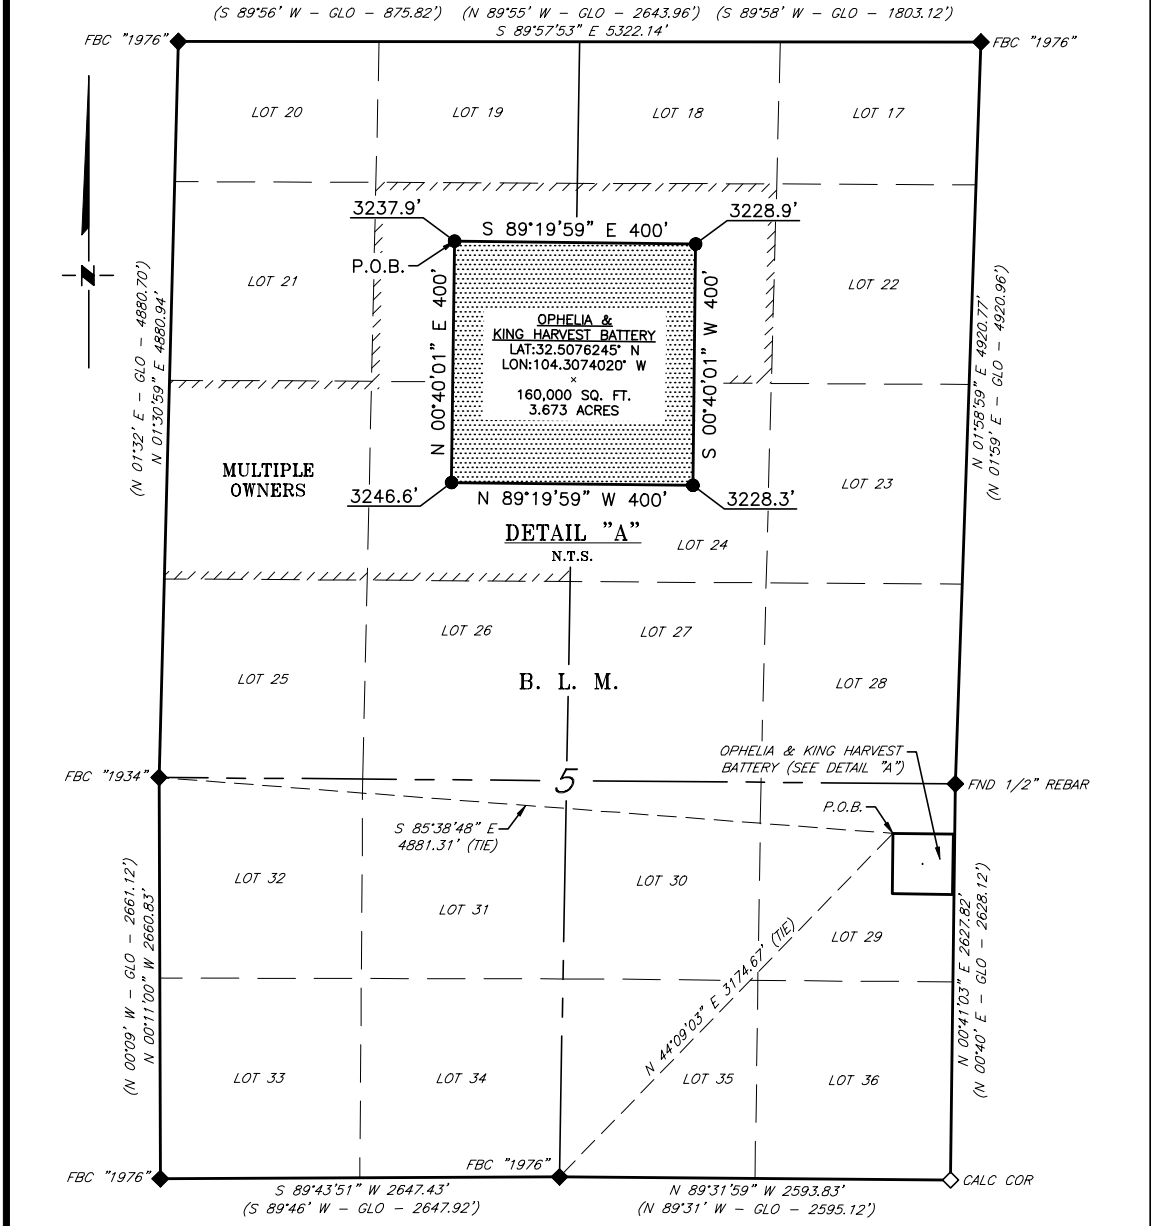 (S 89°56' W - GLO - 875.82') (N 89°55' W - GLO - 2643.96') (S 89°58' W - GLO - 1803.12')
S 89°57'53" E 5322.14'
FBC "1976"
FBC "1976"
LOT 20
LOT 19
LOT 18
LOT 17
3237.9'
3228.9'
S 89°19'59" E 400'
P.O.B.
N
LOT 21
LOT 22
(N 01°32' E - GLO - 4880.70')
N 01°30'59" E 4880.94'
N 00°40'01" E 400'
OPHELIA &
KING HARVEST BATTERY
LAT:32.5076245° N
LON:104.3074020° W
×
160,000 SQ. FT.
3.673 ACRES
S 00°40'01" W 400'
N 01°58'59" E 4920.77'
(N 01°59' E - GLO - 4920.96')
MULTIPLE
OWNERS
LOT 23
3246.6'
N 89°19'59" W 400'
3228.3'
DETAIL "A"
N.T.S.
LOT 24
LOT 26
LOT 27
LOT 25
B. L. M.
LOT 28
OPHELIA & KING HARVEST
BATTERY (SEE DETAIL "A")
FBC "1934"
5
FND 1/2" REBAR
P.O.B.
S 85°38'48" E
4881.31' (TIE)
LOT 32
LOT 31
LOT 30
LOT 29
(N 00°09' W - GLO - 2661.12')
N 00°11'00" W 2660.83'
N 44°09'03" E 3174.67' (TIE)
N 00°41'03" E 2627.82'
(N 00°40' E - GLO - 2628.12')
LOT 33
LOT 34
LOT 35
LOT 36
FBC "1976"
FBC "1976"
CALC COR
S 89°43'51" W 2647.43'
(S 89°46' W - GLO - 2647.92')
N 89°31'59" W 2593.83'
(N 89°31' W - GLO - 2595.12')